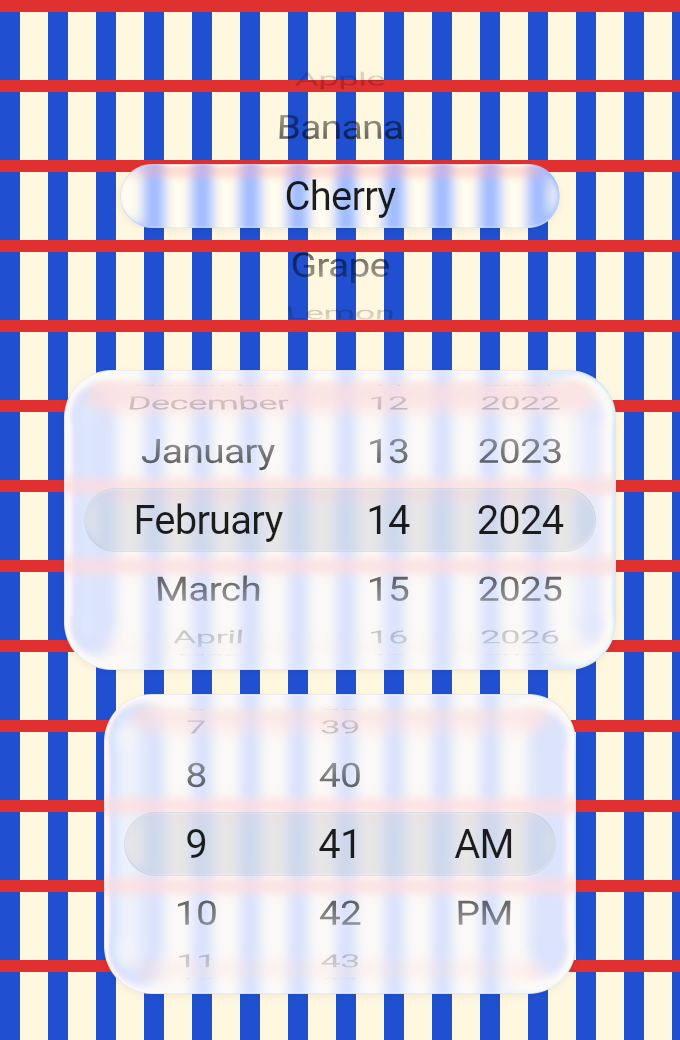 Apple
Banana
Cherry
Grape
Lemon
December 12 2022
January 13 2023
February 14 2024
March 15 2025
April 16 2026
7 39
8 40
9 41 AM
10 42 PM
11 43